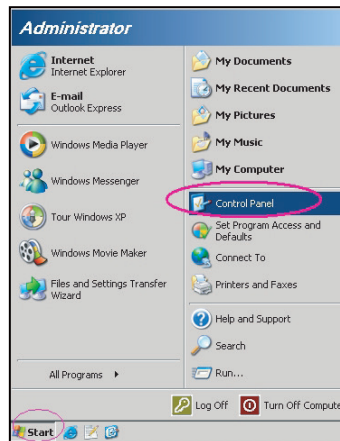 Administrator
Internet
Internet Explorer
E-mail
Outlook Express
Windows Media Player
Windows Messenger
Tour Windows XP
Windows Movie Maker
Files and Settings Transfer
Wizard
All Programs
My Documents
My Recent Documents
My Pictures
My Music
My Computer
Control Panel
Set Program Access and
Defaults
Connect To
Printers and Faxes
Help and Support
Search
Run...
Log Off
Turn Off Compute
Start